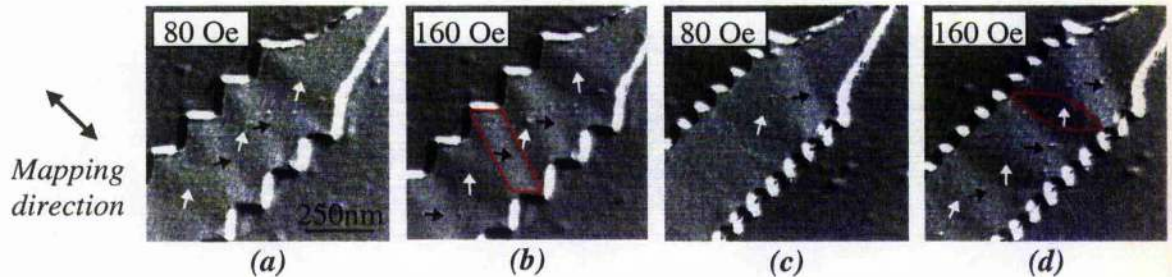 80 Oe
160 Oe
80 Oe
160 Oe
Mapping
direction
250nm
(a)
(b)
(c)
(d)